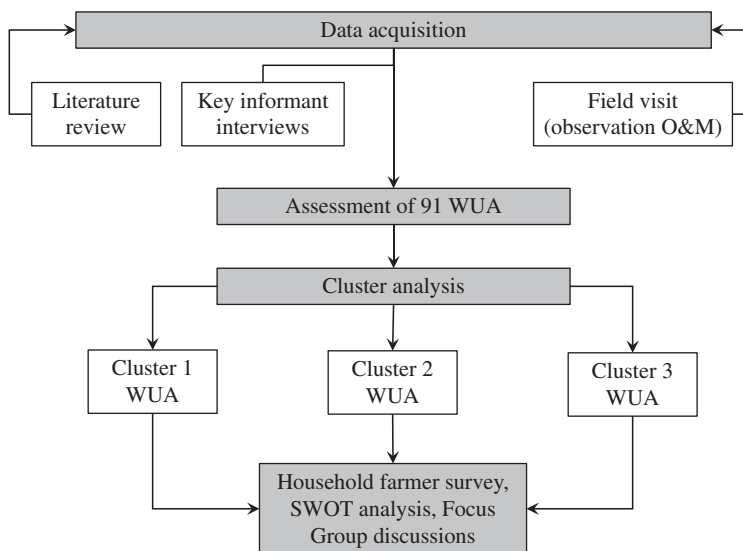 Data acquisition
Literature
review
Key informant
interviews
Field visit
(observation O&M)
Assessment of 91 WUA
Cluster analysis
Cluster 1
WUA
Cluster 2
WUA
Cluster 3
WUA
Household farmer survey,
SWOT analysis, Focus
Group discussions